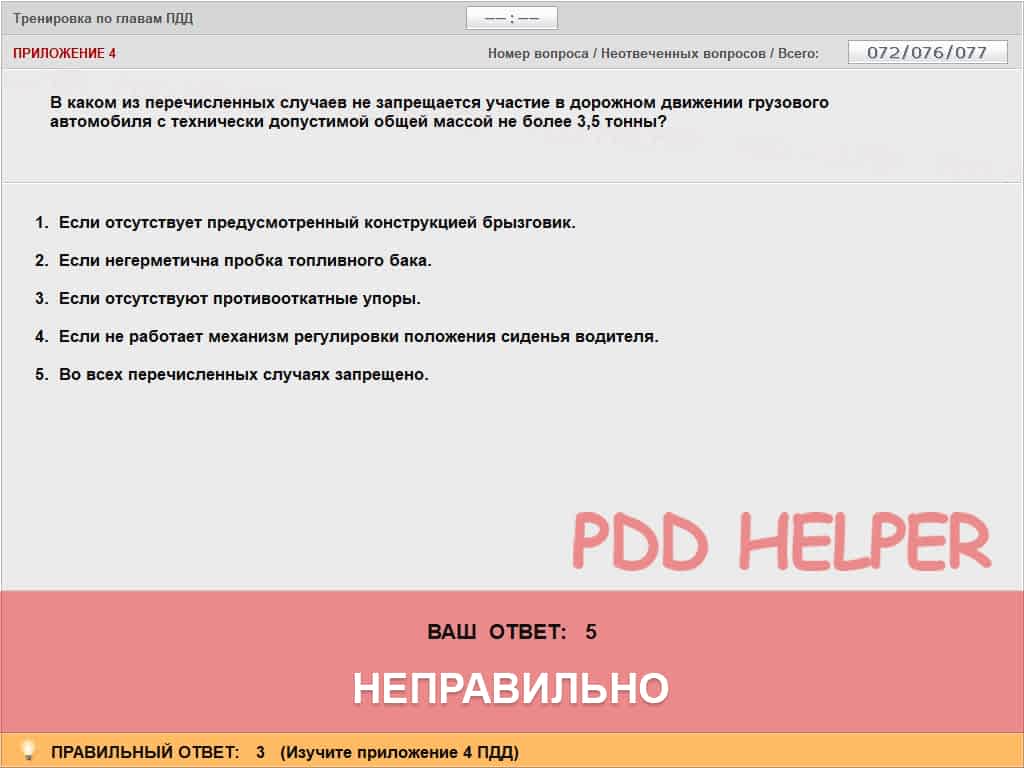 Тренировка по главам ПДД
–– : ––
ПРИЛОЖЕНИЕ 4
Номер вопроса / Неотвеченных вопросов / Всего:
072/076/077
В каком из перечисленных случаев не запрещается участие в дорожном движении грузового
автомобиля с технически допустимой общей массой не более 3,5 тонны?
1. Если отсутствует предусмотренный конструкцией брызговик.
2. Если негерметична пробка топливного бака.
3. Если отсутствуют противооткатные упоры.
4. Если не работает механизм регулировки положения сиденья водителя.
5. Во всех перечисленных случаях запрещено.
PDD HELPER
ВАШ ОТВЕТ: 5
НЕПРАВИЛЬНО
ПРАВИЛЬНЫЙ ОТВЕТ: 3 (Изучите приложение 4 ПДД)